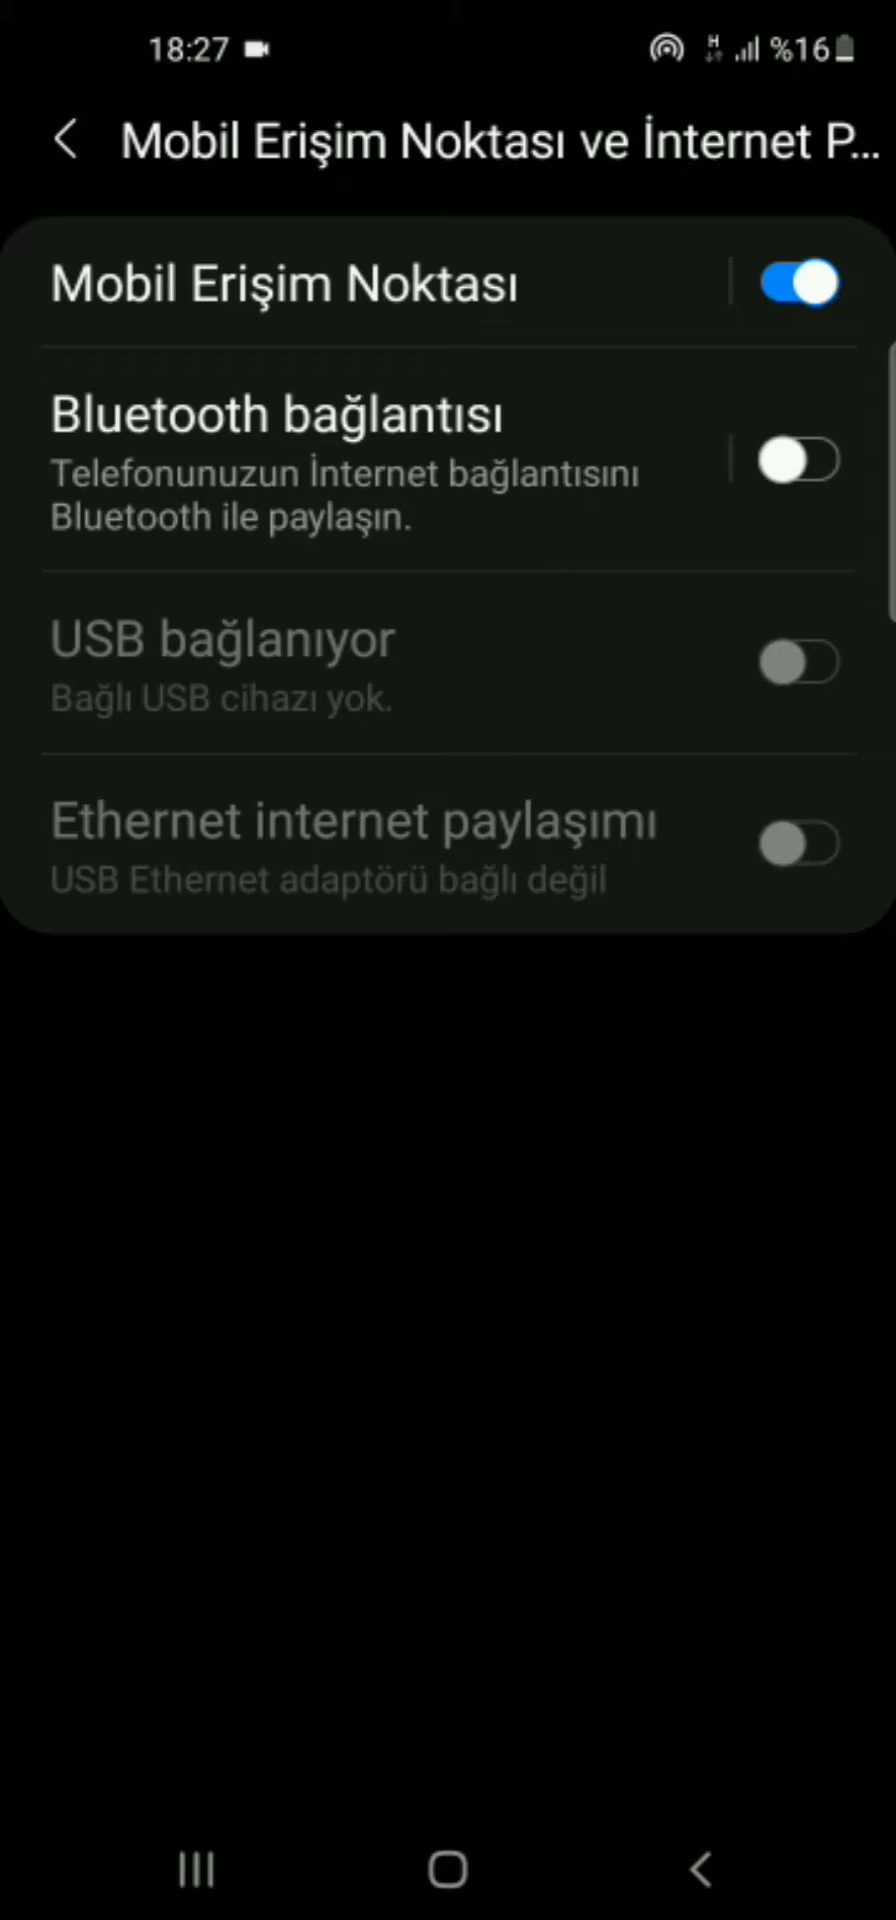 18:27
H %16
Mobil Erişim Noktası ve İnternet P...
Mobil Erişim Noktası
Bluetooth bağlantısı
Telefonunuzun İnternet bağlantısını
Bluetooth ile paylaşın.
USB bağlanıyor
Bağlı USB cihazı yok.
Ethernet internet paylaşımı
USB Ethernet adaptörü bağlı değil